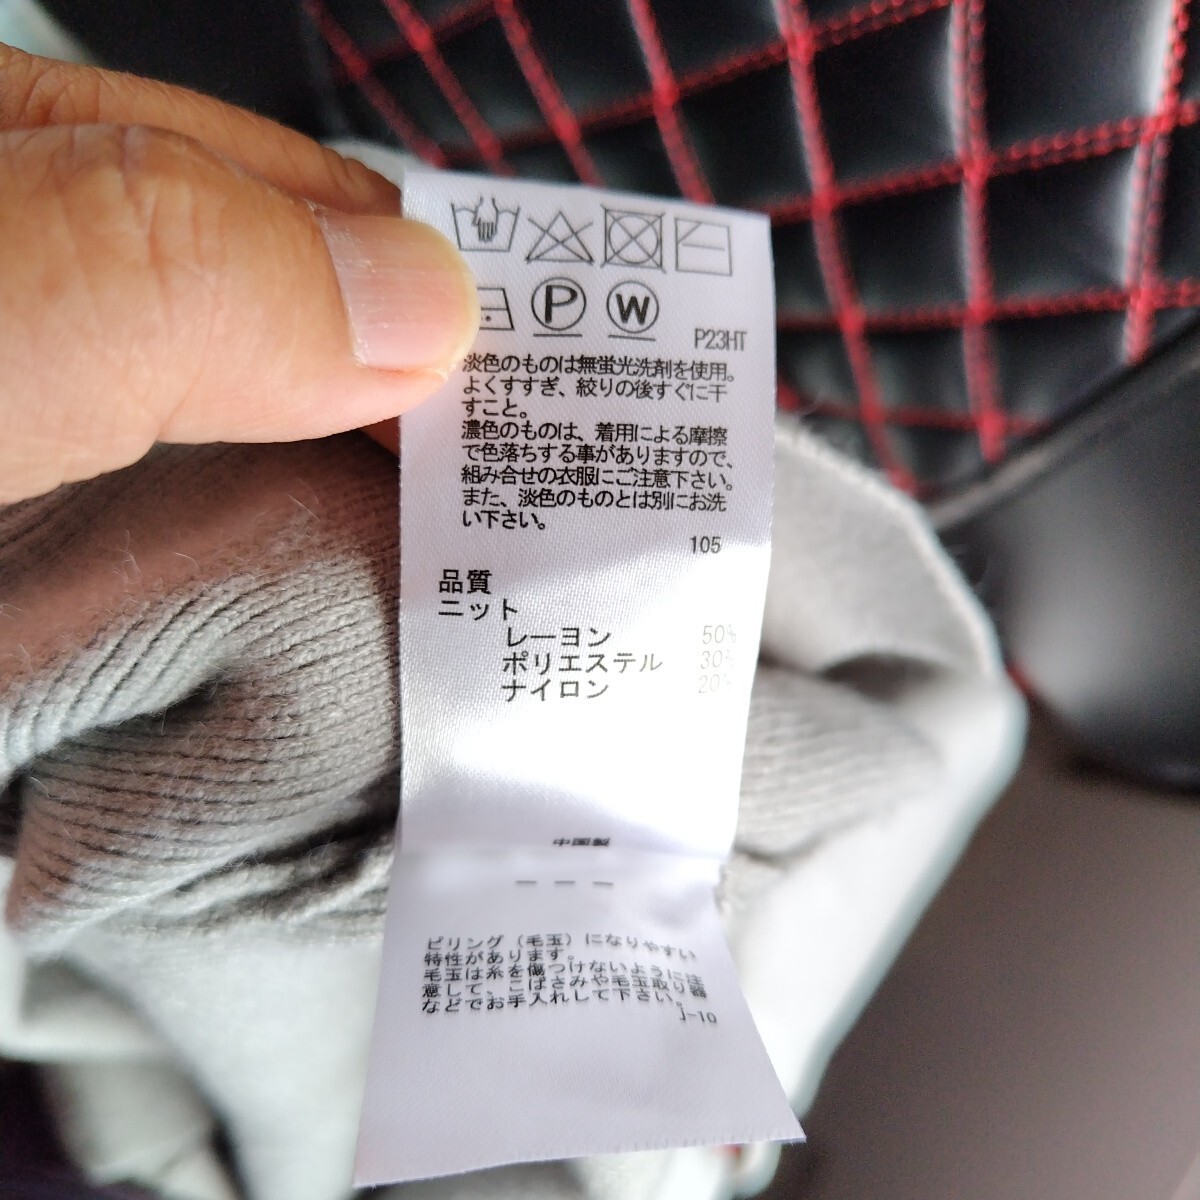 P
W
P23HT
淡色のものは無蛍光洗剤を使用。
よくすすぎ、絞りの後すぐに干
すこと。
濃色のものは、着用による摩擦
で色落ちする事がありますので、
組み合せの衣服にご注意下さい。
また、淡色のものとは別にお洗
い下さい。
105
品質
ニット
レーヨン 50%
ポリエステル 30%
ナイロン 20%
中国製
ピリング（毛玉）になりやすい
特性があります。
毛玉は糸を傷つけないように注
意して、こばさみや毛玉取り器
などでお手入れして下さい。
J-10